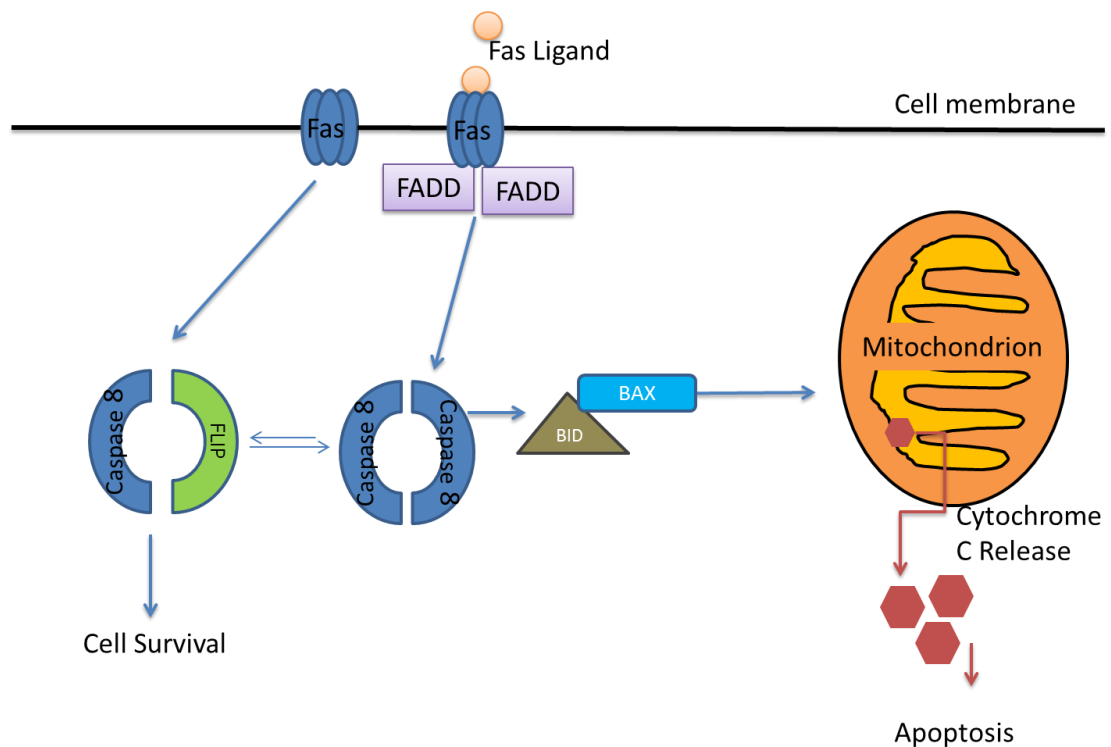 Fas Ligand
Cell membrane
Fas
Fas
FADD
FADD
Mitochondrion
Caspase 8
FLIP
Caspase 8
Caspase 8
BID
BAX
Cytochrome
C Release
Cell Survival
Apoptosis